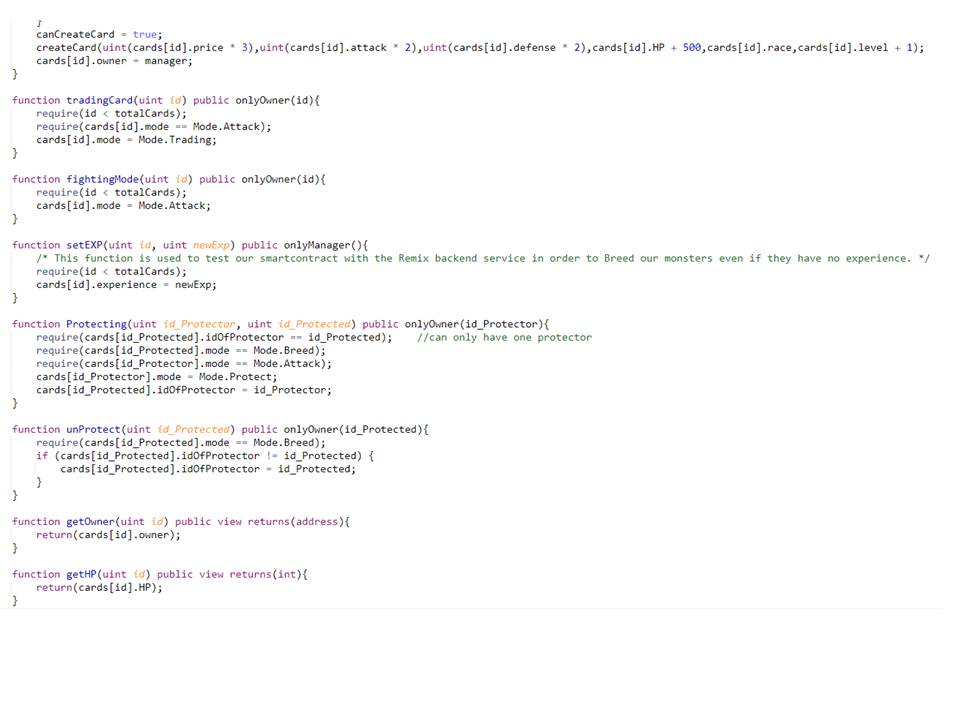 }
canCreateCard = true;
createCard(uint(cards[id].price * 3),uint(cards[id].attack * 2),uint(cards[id].defense * 2),cards[id].HP + 500,cards[id].race,cards[id].level + 1);
cards[id].owner = manager;
}
function tradingCard(uint id) public onlyOwner(id){
require(id < totalCards);
require(cards[id].mode == Mode.Attack);
cards[id].mode = Mode.Trading;
}
function fightingMode(uint id) public onlyOwner(id){
require(id < totalCards);
cards[id].mode = Mode.Attack;
}
function setEXP(uint id, uint newExp) public onlyManager(){
/* This function is used to test our smartcontract with the Remix backend service in order to Breed our monsters even if they have no experience. */
require(id < totalCards);
cards[id].experience = newExp;
}
function Protecting(uint id_Protector, uint id_Protected) public onlyOwner(id_Protector){
require(cards[id_Protected].idOfProtector == id_Protected); //can only have one protector
require(cards[id_Protected].mode == Mode.Breed);
require(cards[id_Protector].mode == Mode.Attack);
cards[id_Protector].mode = Mode.Protect;
cards[id_Protected].idOfProtector = id_Protector;
}
function unProtect(uint id_Protected) public onlyOwner(id_Protected){
require(cards[id_Protected].mode == Mode.Breed);
if (cards[id_Protected].idOfProtector != id_Protected) {
cards[id_Protected].idOfProtector = id_Protected;
}
}
function getOwner(uint id) public view returns(address){
return(cards[id].owner);
}
function getHP(uint id) public view returns(int){
return(cards[id].HP);
}